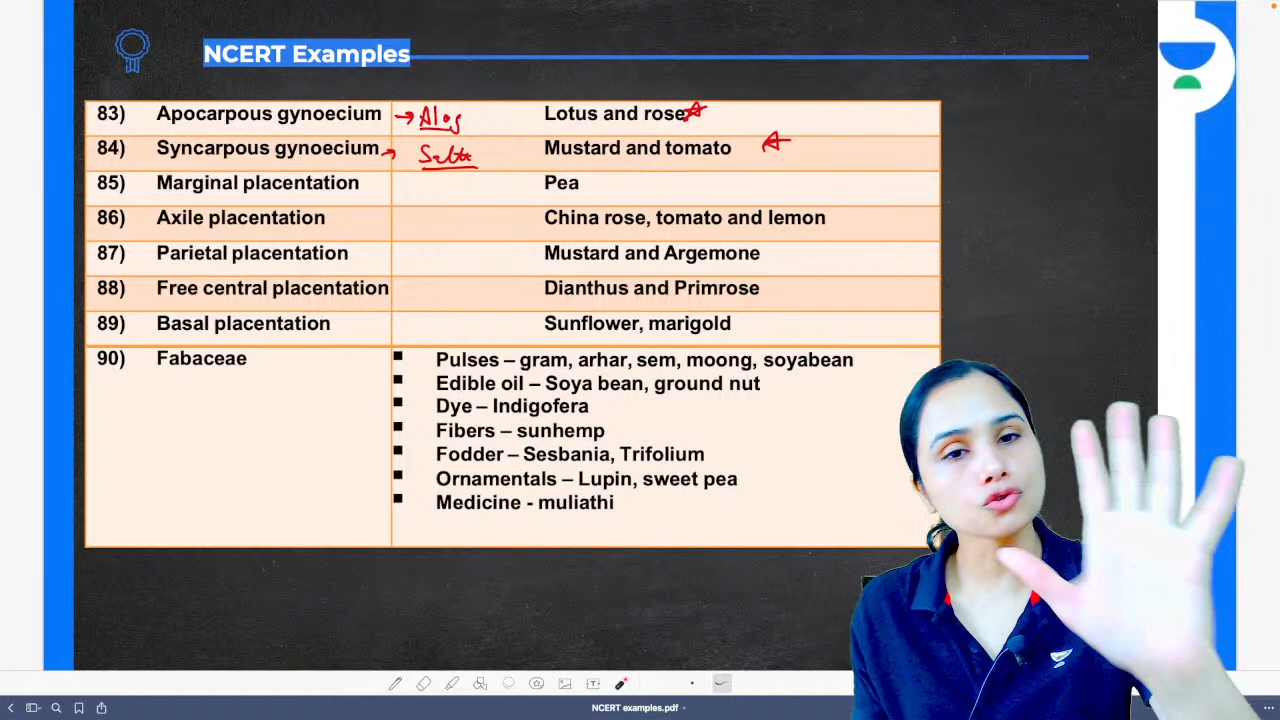 NCERT Examples
83) Apocarpous gynoecium Lotus and rose
84) Syncarpous gynoecium Mustard and tomato
85) Marginal placentation Pea
86) Axile placentation China rose, tomato and lemon
87) Parietal placentation Mustard and Argemone
88) Free central placentation Dianthus and Primrose
89) Basal placentation Sunflower, marigold
90) Fabaceae
Pulses – gram, arhar, sem, moong, soyabean
Edible oil – Soya bean, ground nut
Dye – Indigofera
Fibers – sunhemp
Fodder – Sesbania, Trifolium
Ornamentals – Lupin, sweet pea
Medicine - muliathi
NCERT examples.pdf